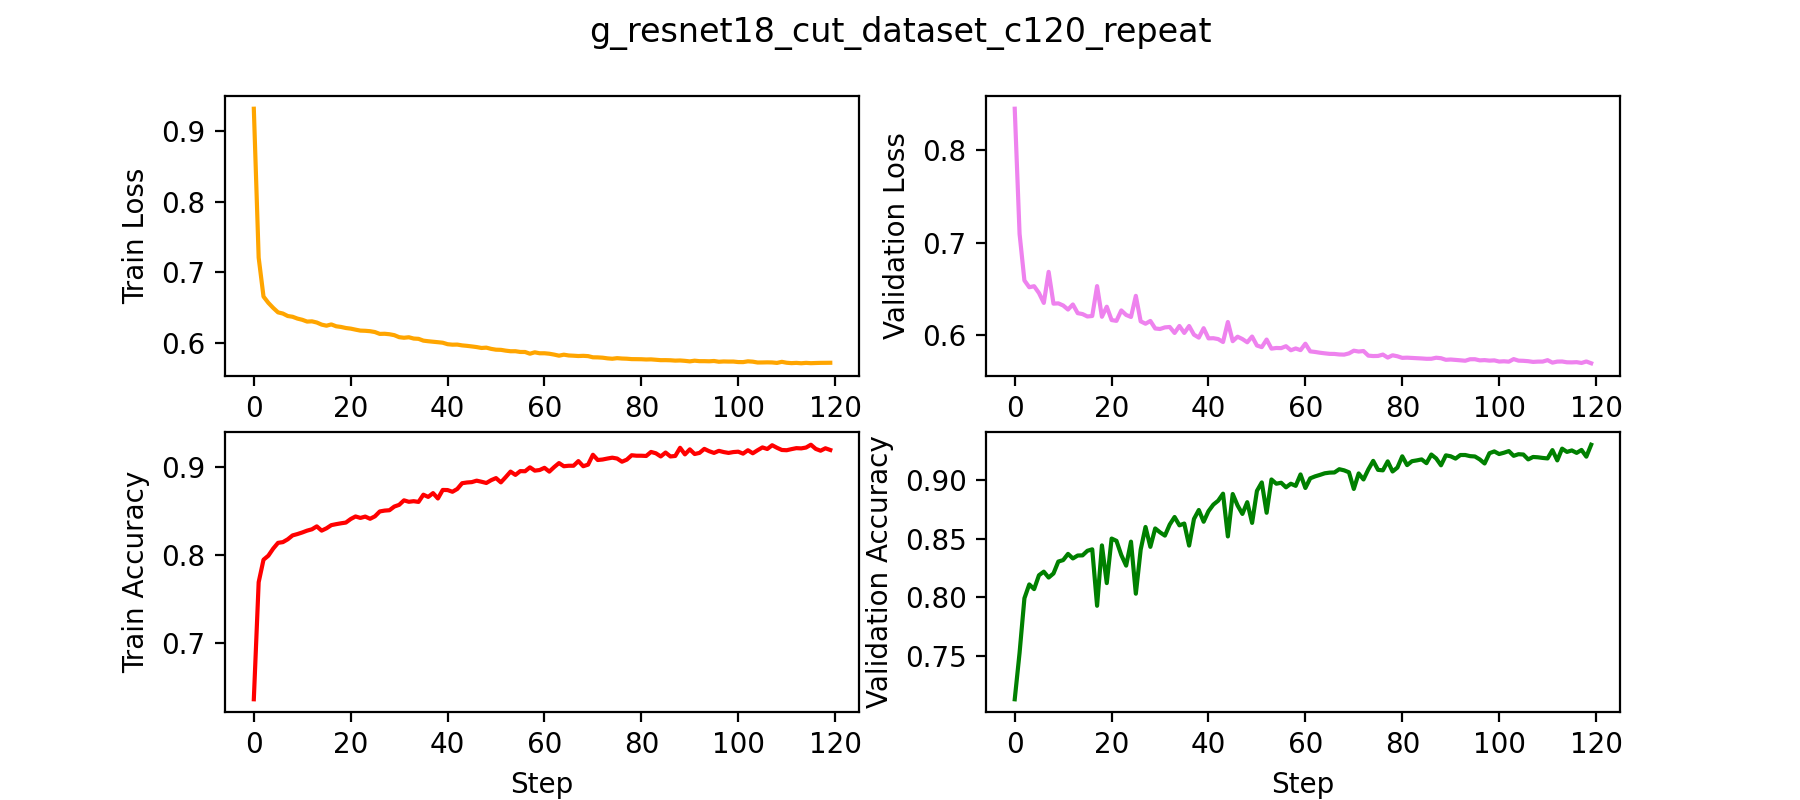 g_resnet18_cut_dataset_c120_repeat
Train Loss
0.9
0.8
0.7
0.6
0 20 40 60 80 100 120
Validation Loss
0.8
0.7
0.6
0 20 40 60 80 100 120
Train Accuracy
0.9
0.8
0.7
0 20 40 60 80 100 120
Step
Validation Accuracy
0.90
0.85
0.80
0.75
0 20 40 60 80 100 120
Step